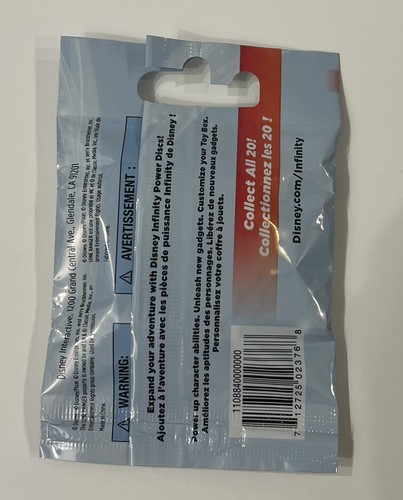 Disney Interactive, 1200 Grand Central Ave., Glendale, CA 91201
Made in China
⚠ WARNING:
⚠ AVERTISSEMENT :
Expand your adventure with Disney Infinity Power Discs!
Ajoutez à l'aventure avec les pièces de puissance Infinity de Disney !
Power up character abilities. Unleash new gadgets. Customize your Toy Box.
Améliorez les aptitudes des personnages. Libérez de nouveaux gadgets.
Personnalisez votre coffre à jouets.
Collect All 20!
Collectionnez les 20 !
Disney.com/Infinity
1108840000000
7 12725 02376 8